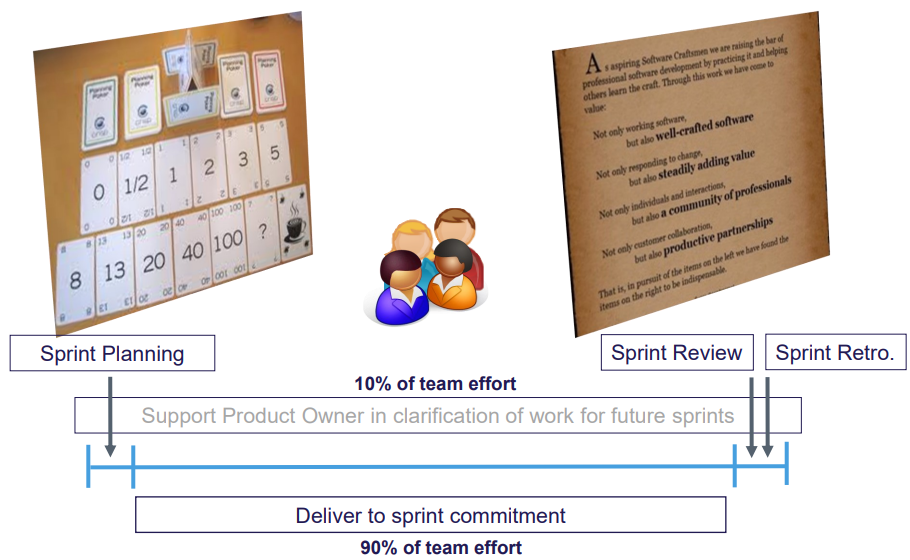 Planning
Poker
crisp
Planning
Poker
crisp
Planning
Poker
crisp
Planning
Poker
crisp
0 1/2 1 2 3 5
8 13 20 40 100 ?
As aspiring Software Craftsmen we are raising the bar of
professional software development by practicing it and helping
others learn the craft. Through this work we have come to
value:
Not only working software,
but also well-crafted software
Not only responding to change,
but also steadily adding value
Not only individuals and interactions,
but also a community of professionals
Not only customer collaboration,
but also productive partnerships
That is, in pursuit of the items on the left we have found the
items on the right to be indispensable.
Sprint Planning
Sprint Review
Sprint Retro.
10% of team effort
Support Product Owner in clarification of work for future sprints
Deliver to sprint commitment
90% of team effort